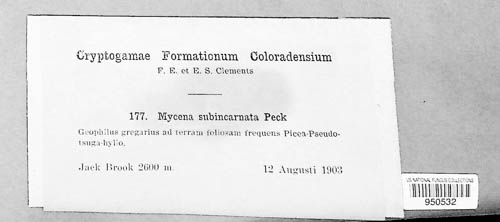 Cryptogamae Formationum Coloradensium
F. E. et E. S. Clements
177. Mycena subincarnata Peck
Geophilus gregarius ad terram foliosam frequens Picea-Pseudo-
tsuga-hylio.
Jack Brook 2600 m.
12 Augusti 1903
US NATIONAL FUNGUS COLLECTIONS
950532